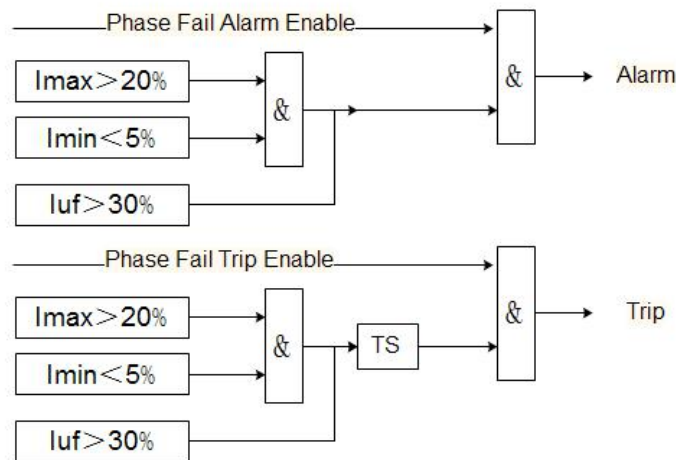 Phase Fail Alarm Enable
Imax＞20%
&
&
Alarm
Imin＜5%
Iuf＞30%
Phase Fail Trip Enable
Imax＞20%
&
&
Trip
TS
Imin＜5%
Iuf＞30%